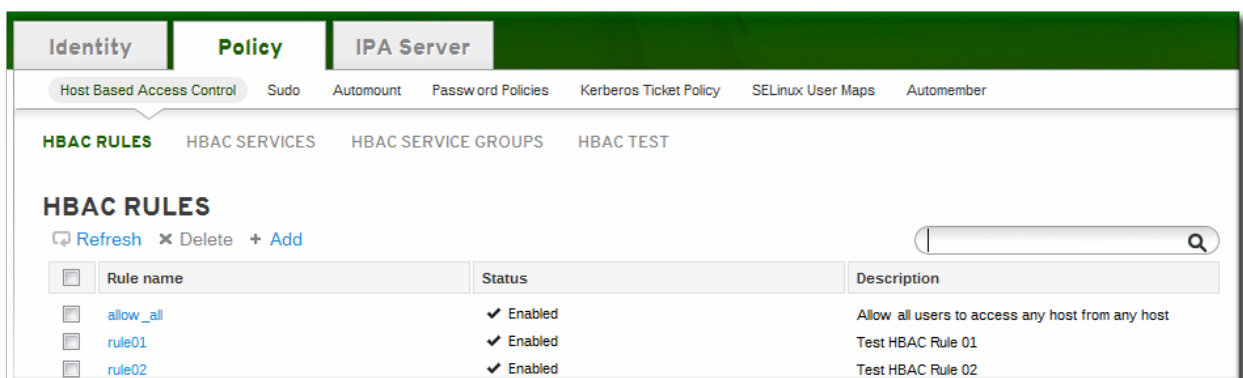 Identity Policy IPA Server
Host Based Access Control Sudo Automount Password Policies Kerberos Ticket Policy SELinux User Maps Automember
HBAC RULES HBAC SERVICES HBAC SERVICE GROUPS HBAC TEST
HBAC RULES
Refresh Delete + Add
Rule name Status Description
allow_all Enabled Allow all users to access any host from any host
rule01 Enabled Test HBAC Rule 01
rule02 Enabled Test HBAC Rule 02